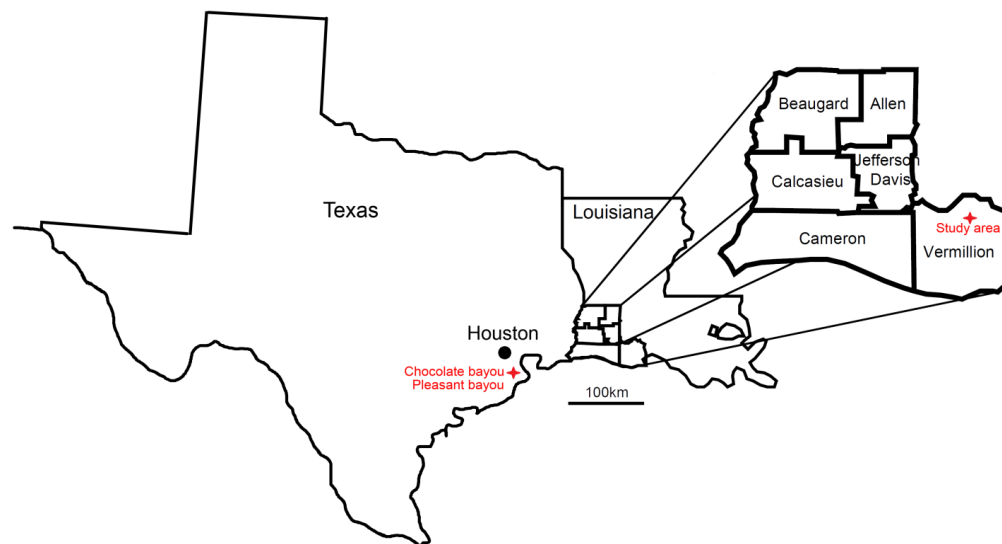 Texas
Louisiana
Houston
Chocolate bayou
Pleasant bayou
100km
Beaugard
Allen
Jefferson
Davis
Calcasieu
Cameron
Study area
Vermillion